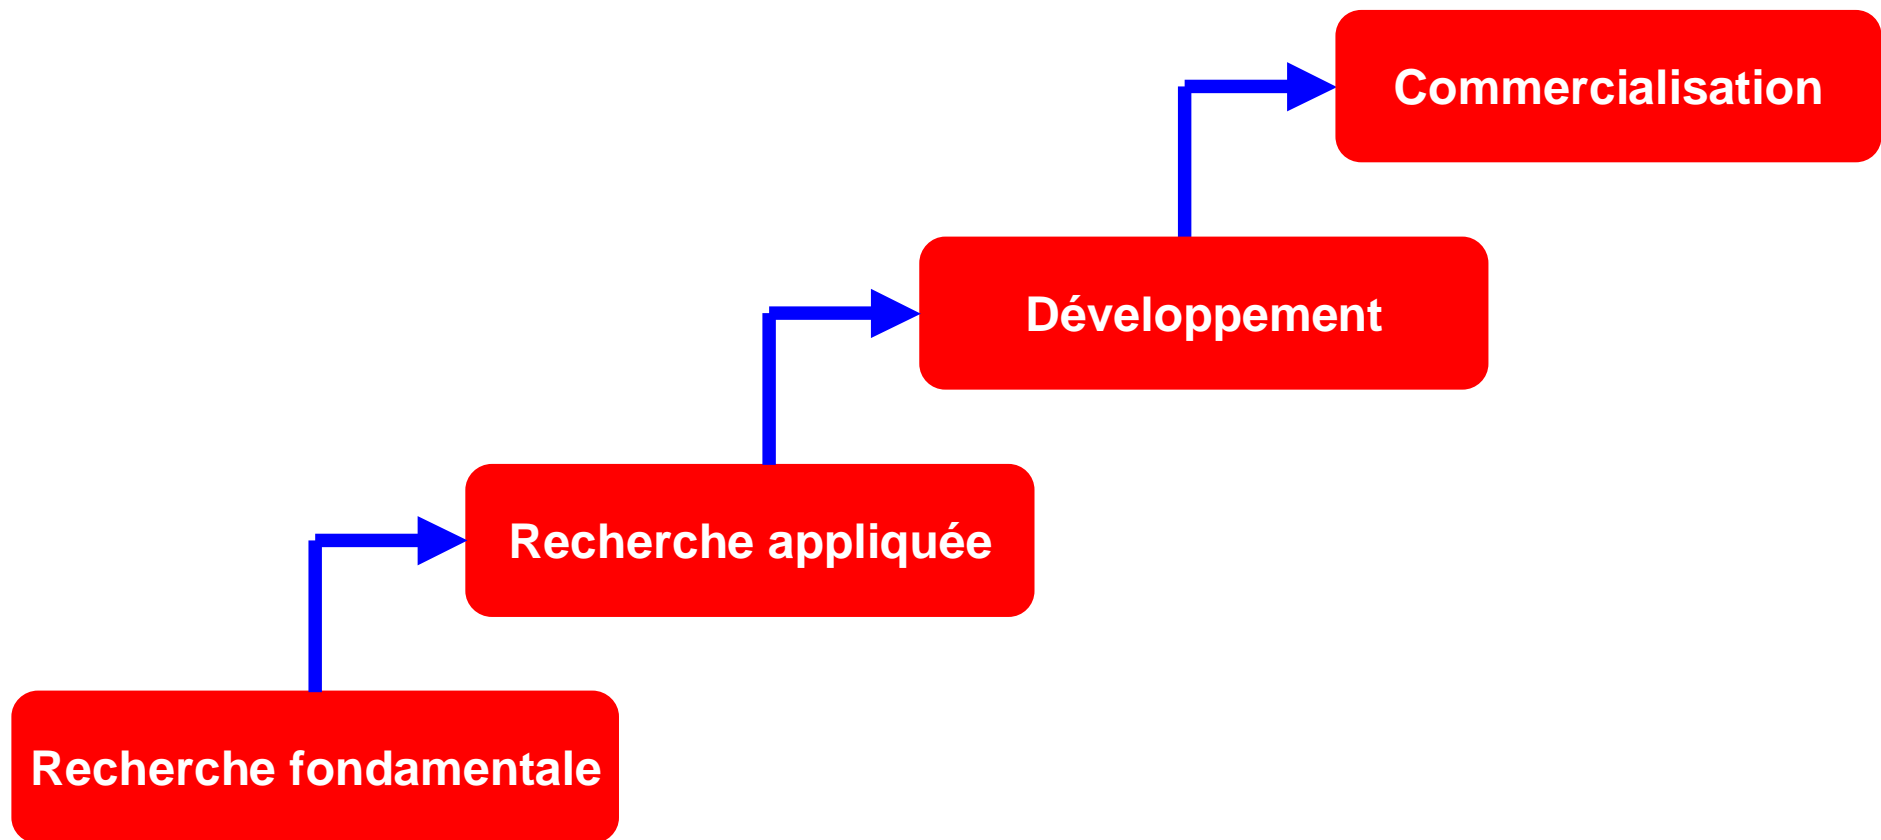 Commercialisation
Développement
Recherche appliquée
Recherche fondamentale